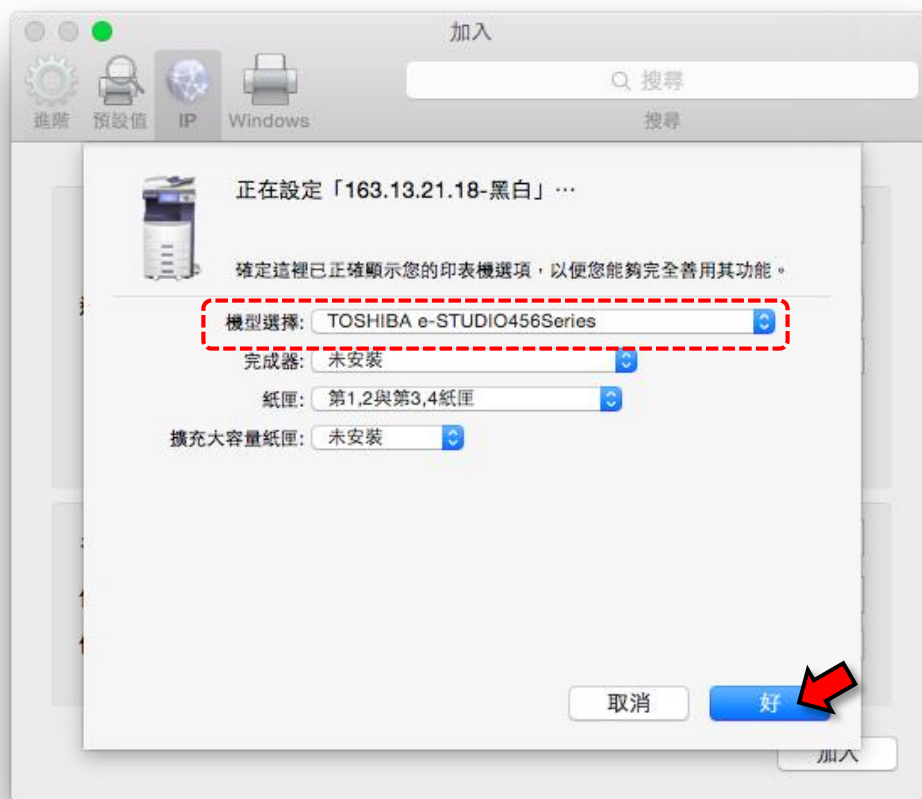 加入
搜尋
進階 預設值 IP Windows 搜尋
正在設定「163.13.21.18-黑白」…
確定這裡已正確顯示您的印表機選項，以便您能夠完全善用其功能。
機型選擇: TOSHIBA e-STUDIO456Series
完成器: 未安裝
紙匣: 第1,2與第3,4紙匣
擴充大容量紙匣: 未安裝
取消 好
加入